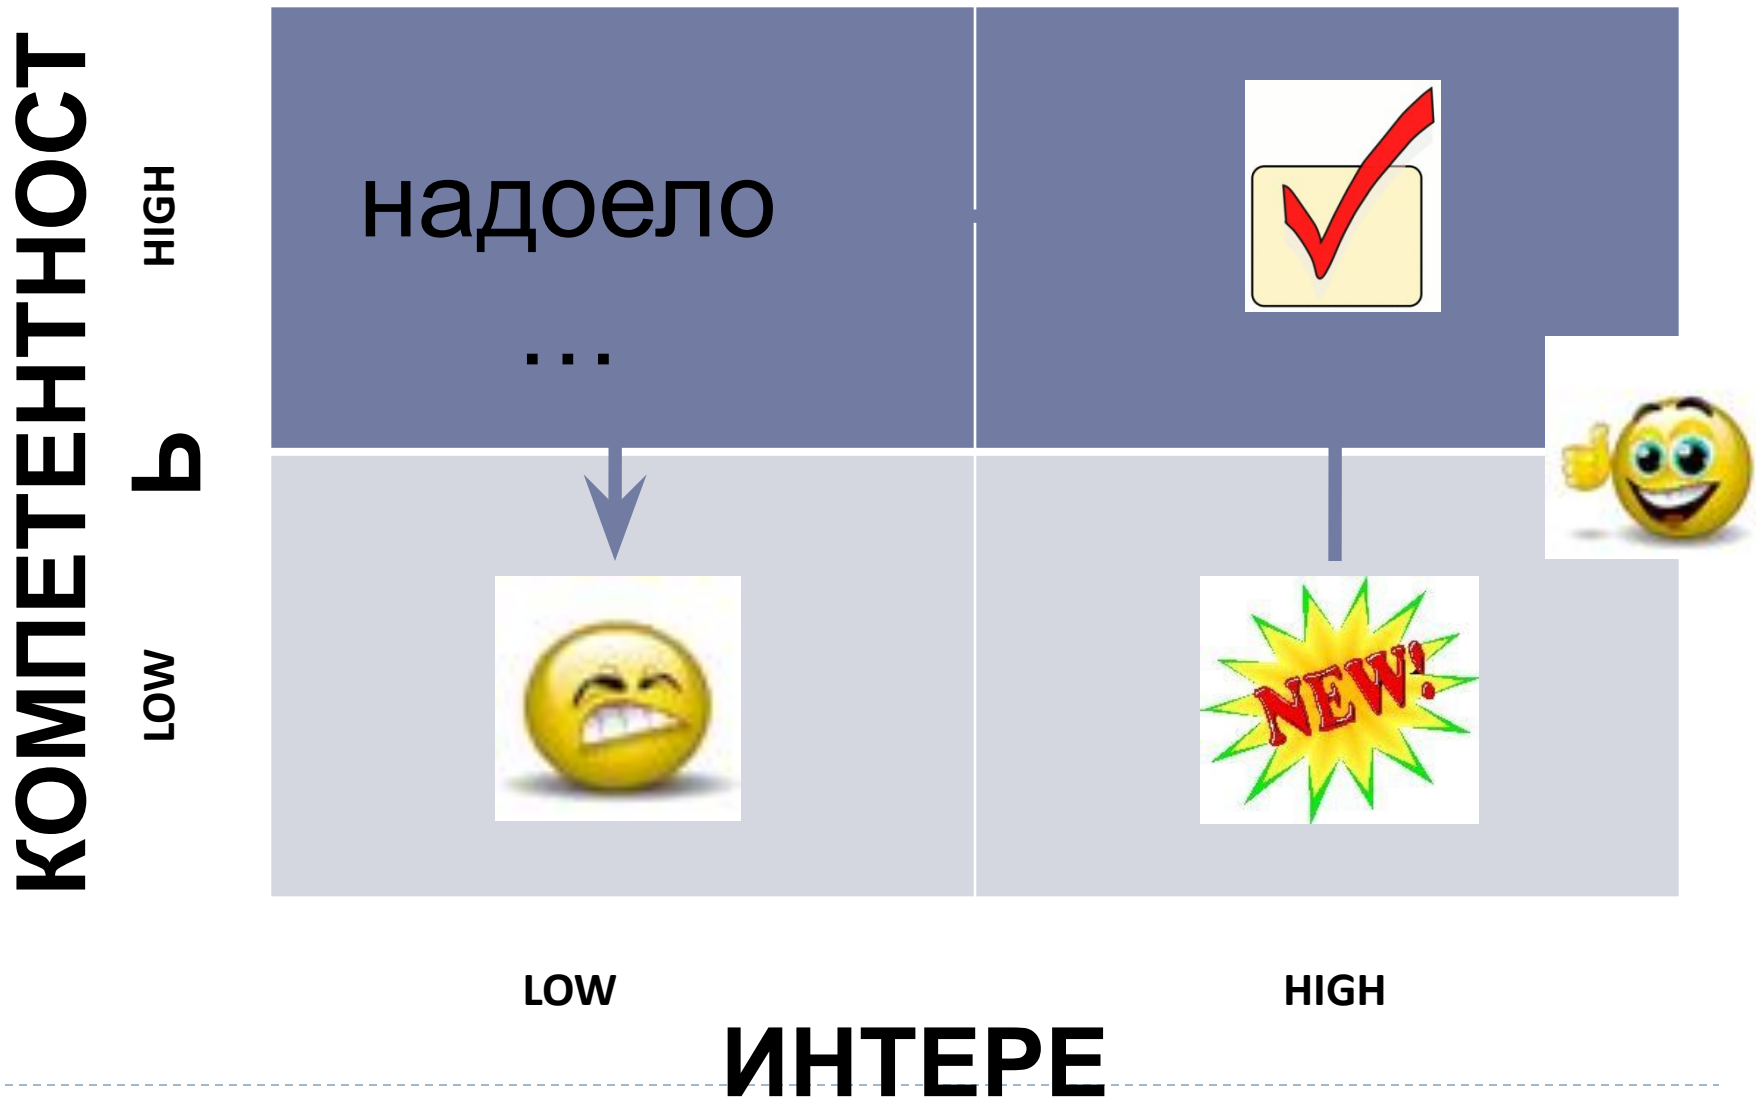 КОМПЕТЕНТНОСТ
Ь
HIGH
LOW
надоело
...
NEW!
LOW
HIGH
ИНТЕРЕ